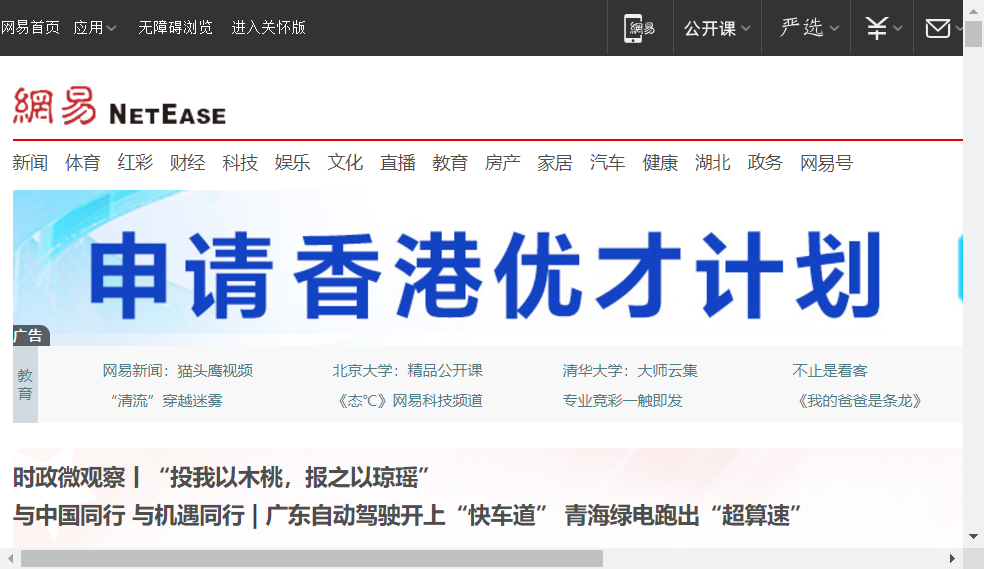 网易首页 应用 无障碍浏览 进入关怀版 網易 公开课 严选
網易 NETEASE
新闻 体育 红彩 财经 科技 娱乐 文化 直播 教育 房产 家居 汽车 健康 湖北 政务 网易号
申请香港优才计划
广告
教育
网易新闻：猫头鹰视频 北京大学：精品公开课 清华大学：大师云集 不止是看客
“清流”穿越迷雾 《态℃》网易科技频道 专业竞彩一触即发 《我的爸爸是条龙》
时政微观察丨“投我以木桃，报之以琼瑶”
与中国同行 与机遇同行 | 广东自动驾驶开上“快车道” 青海绿电跑出“超算速”